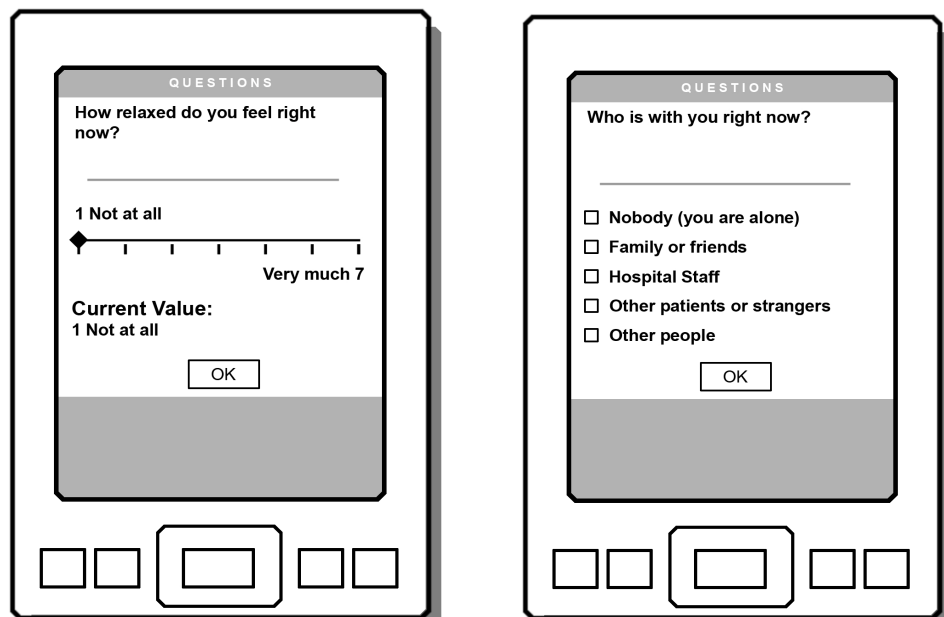 QUESTIONS
How relaxed do you feel right
now?
1 Not at all
Very much 7
Current Value:
1 Not at all
OK
QUESTIONS
Who is with you right now?
Nobody (you are alone)
Family or friends
Hospital Staff
Other patients or strangers
Other people
OK